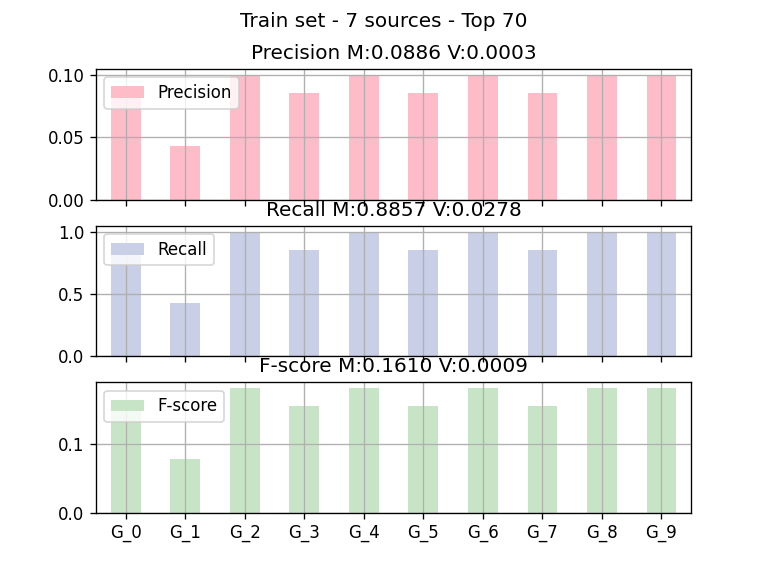 Train set - 7 sources - Top 70
Precision M:0.0886 V:0.0003
0.10
Precision
0.05
0.00
Recall M:0.8857 V:0.0278
1.0
Recall
0.5
0.0
F-score M:0.1610 V:0.0009
F-score
0.1
0.0
G_0 G_1 G_2 G_3 G_4 G_5 G_6 G_7 G_8 G_9